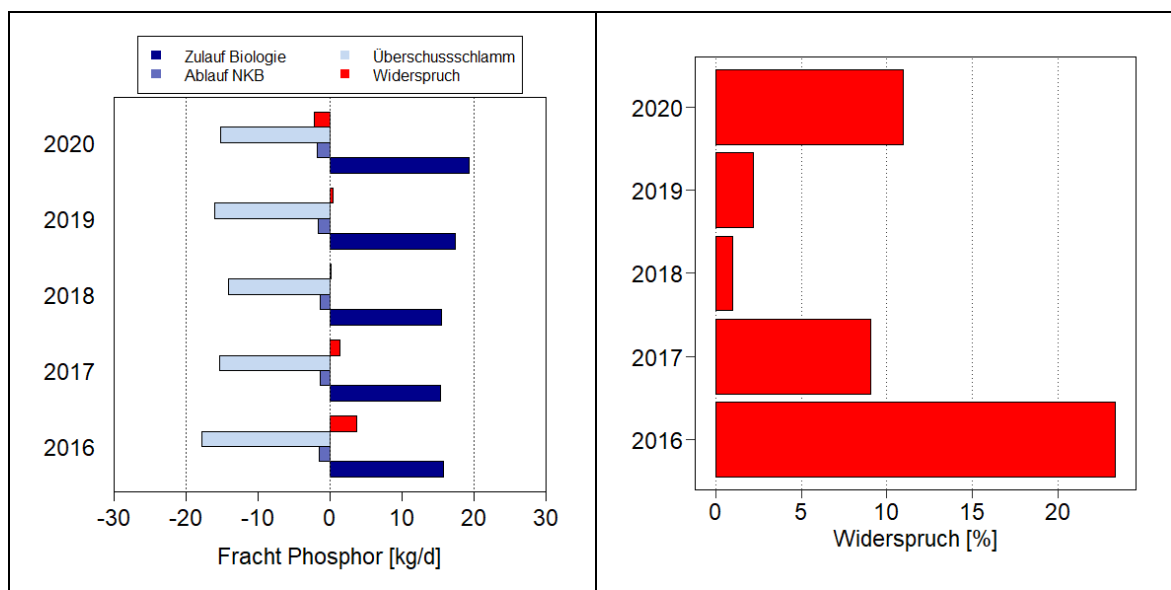 Zulauf Biologie
Überschussschlamm
Ablauf NKB
Widerspruch
2020
2019
2018
2017
2016
-30 -20 -10 0 10 20 30
Fracht Phosphor [kg/d]
2020
2019
2018
2017
2016
0 5 10 15 20
Widerspruch [%]